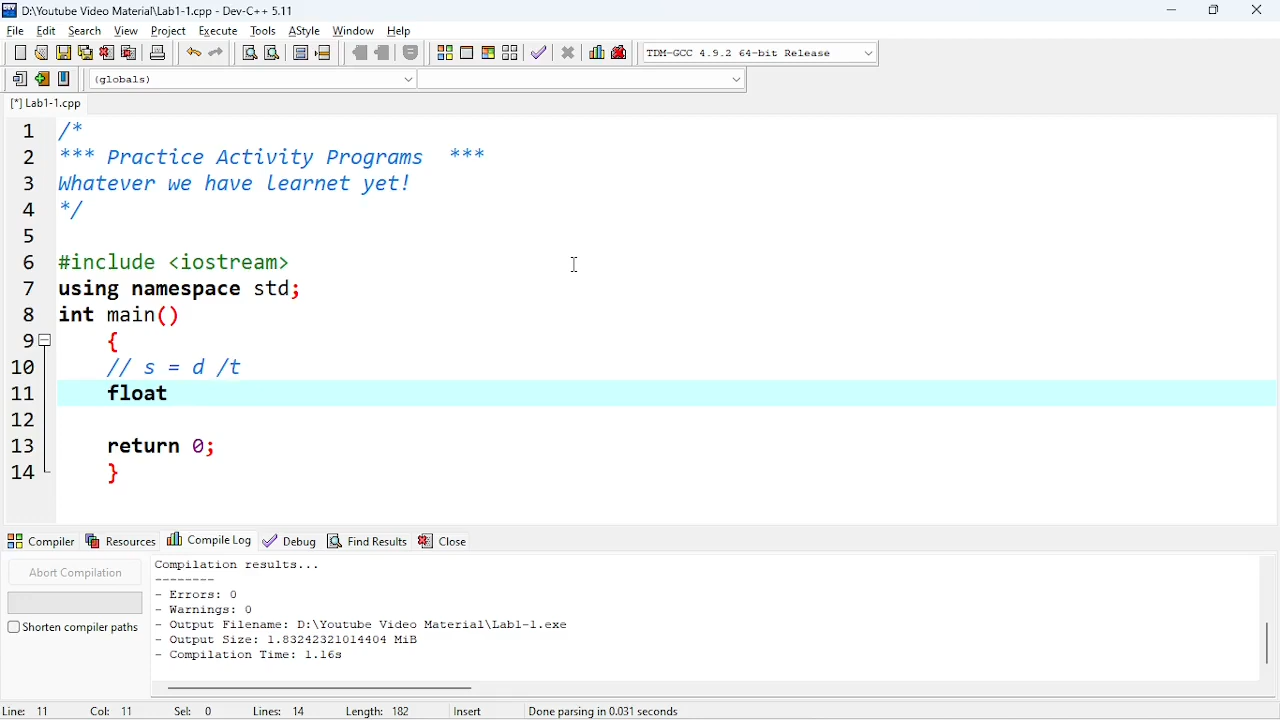 D:\Youtube Video Material\Lab1-1.cpp - Dev-C++ 5.11
File Edit Search View Project Execute Tools AStyle Window Help
TDM-GCC 4.9.2 64-bit Release
(globals)
[*] Lab1-1.cpp
1 /*
2 *** Practice Activity Programs ***
3 Whatever we have learnet yet!
4 */
5
6 #include <iostream>
7 using namespace std;
8 int main()
9 {
10 // s = d /t
11 float
12
13 return 0;
14 }
Compiler Resources Compile Log Debug Find Results Close
Abort Compilation
Shorten compiler paths
Compilation results...
--------
- Errors: 0
- Warnings: 0
- Output Filename: D:\Youtube Video Material\Lab1-1.exe
- Output Size: 1.83242321014404 MiB
- Compilation Time: 1.16s
Line: 11 Col: 11 Sel: 0 Lines: 14 Length: 182 Insert Done parsing in 0.031 seconds